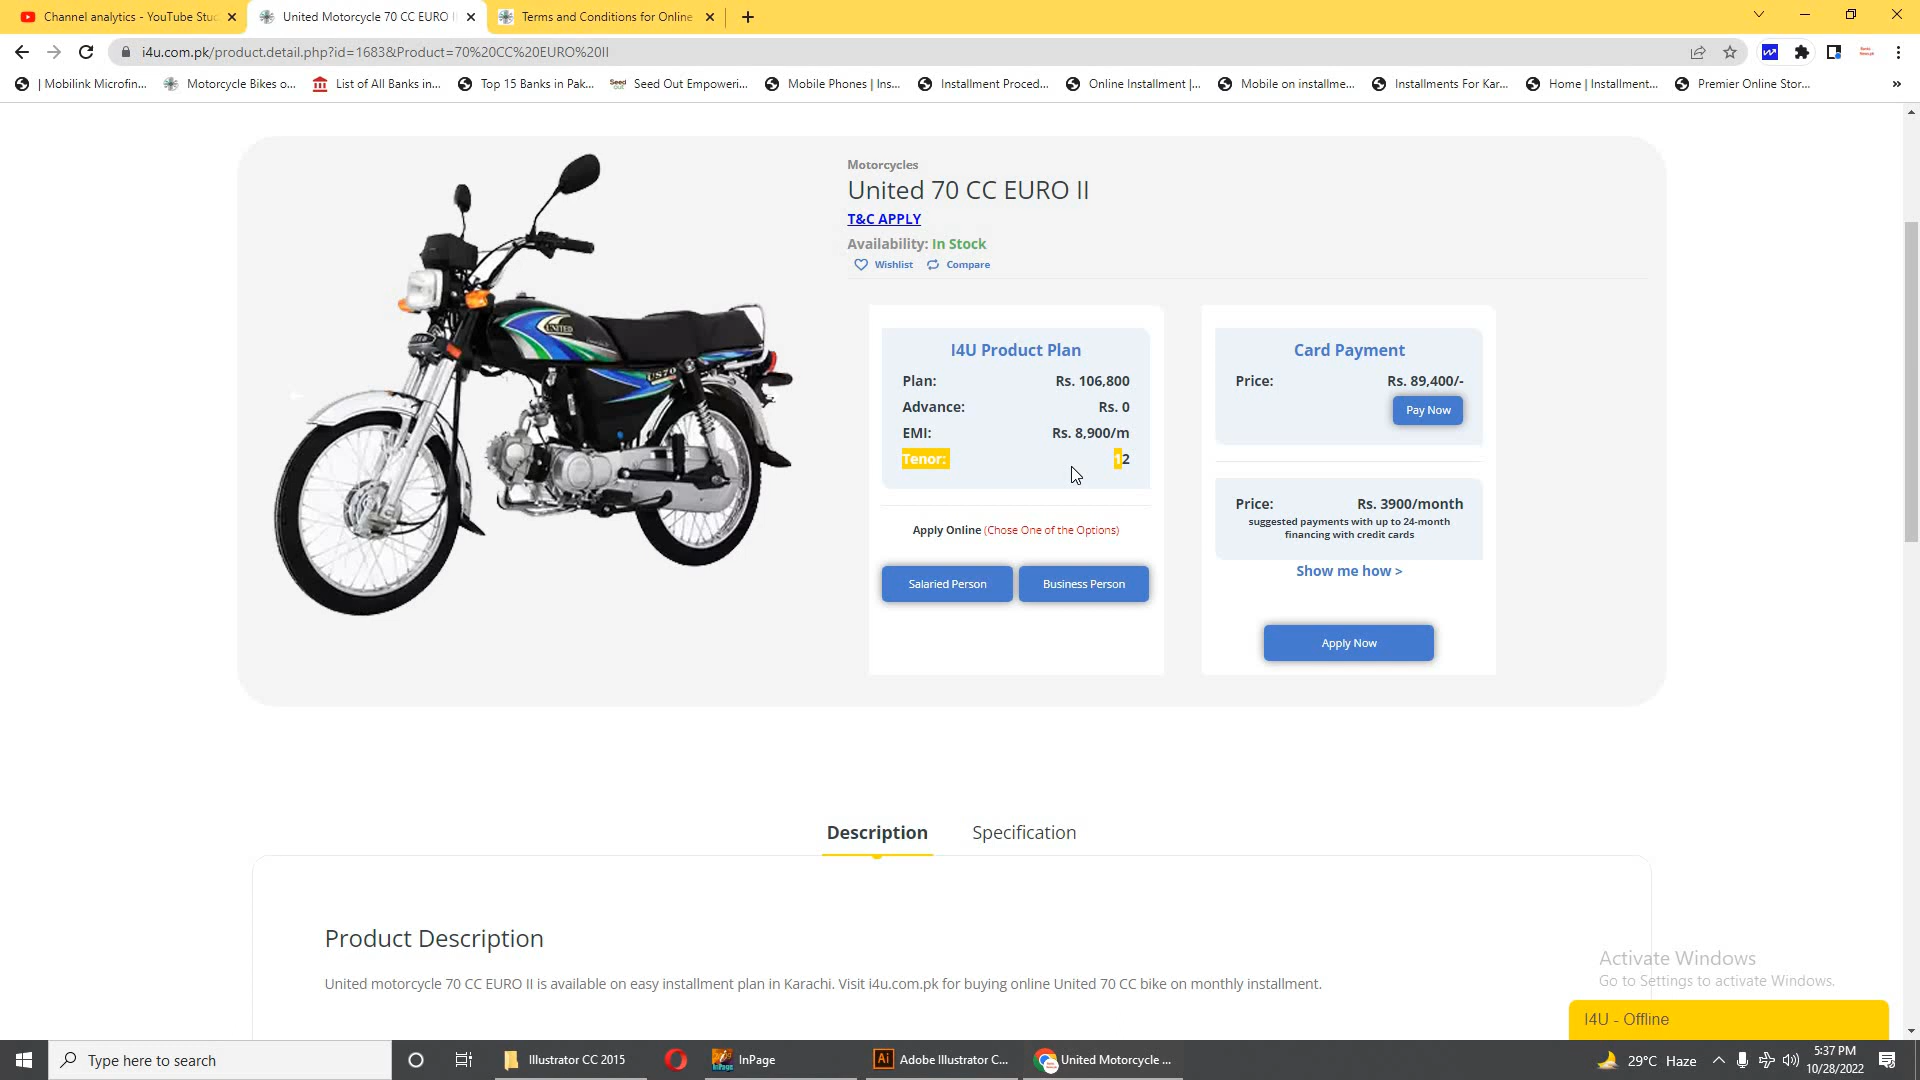 Channel analytics - YouTube Stu
United Motorcycle 70 CC EURO II
Terms and Conditions for Online
i4u.com.pk/product.detail.php?id=1683&Product=70%20CC%20EURO%20II
| Mobilink Microfin...
Motorcycle Bikes o...
List of All Banks in...
Top 15 Banks in Pak...
Seed Out Empoweri...
Mobile Phones | Ins...
Installment Proced...
Online Installment |...
Mobile on installme...
Installments For Kar...
Home | Installment...
Premier Online Stor...
»
Motorcycles
United 70 CC EURO II
T&C APPLY
Availability: In Stock
Wishlist Compare
I4U Product Plan
Plan: Rs. 106,800
Advance: Rs. 0
EMI: Rs. 8,900/m
Tenor: 12
Apply Online (Chose One of the Options)
Salaried Person
Business Person
Card Payment
Price: Rs. 89,400/-
Pay Now
Price: Rs. 3900/month
suggested payments with up to 24-month
financing with credit cards
Show me how >
Apply Now
UNITED
US70
Description
Specification
Product Description
United motorcycle 70 CC EURO II is available on easy installment plan in Karachi. Visit i4u.com.pk for buying online United 70 CC bike on monthly installment.
Activate Windows
Go to Settings to activate Windows.
I4U - Offline
Type here to search
Illustrator CC 2015
InPage
Ai
Adobe Illustrator C...
United Motorcycle ...
29°C Haze
5:37 PM
10/28/2022